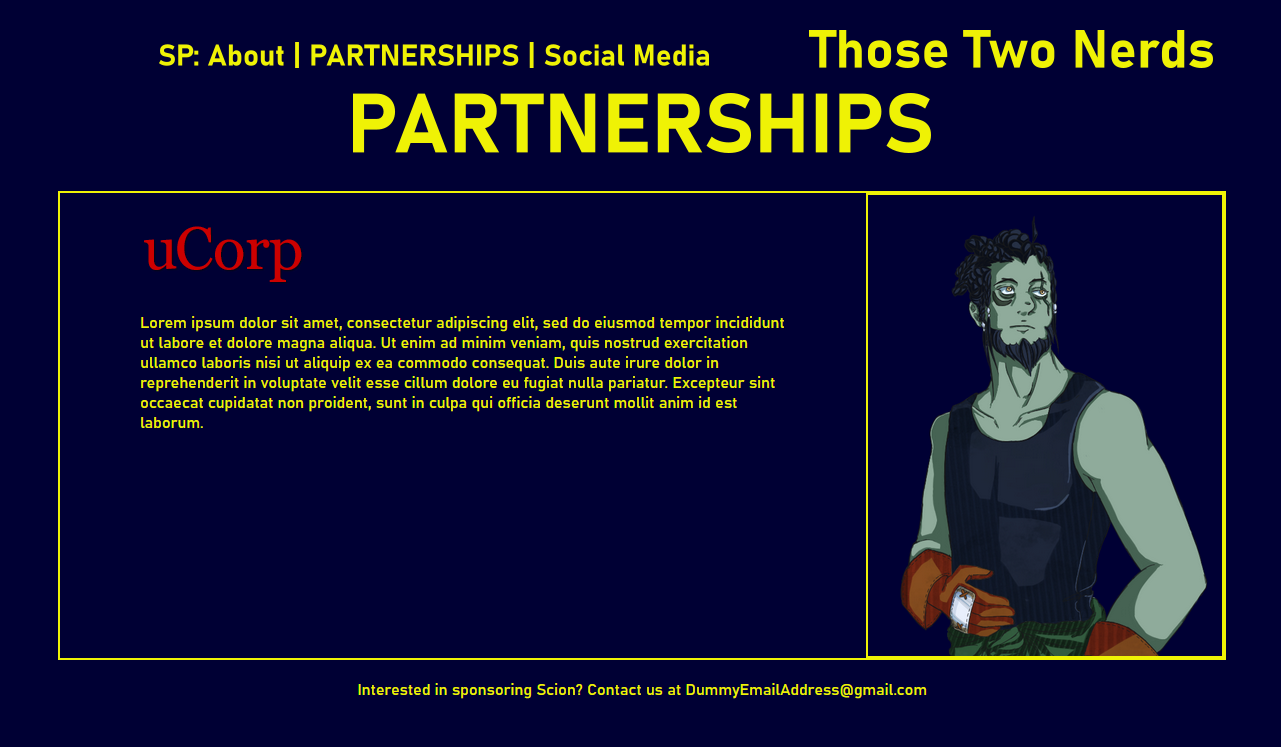 SP: About | PARTNERSHIPS | Social Media
Those Two Nerds
PARTNERSHIPS
uCorp
Lorem ipsum dolor sit amet, consectetur adipiscing elit, sed do eiusmod tempor incididunt
ut labore et dolore magna aliqua. Ut enim ad minim veniam, quis nostrud exercitation
ullamco laboris nisi ut aliquip ex ea commodo consequat. Duis aute irure dolor in
reprehenderit in voluptate velit esse cillum dolore eu fugiat nulla pariatur. Excepteur sint
occaecat cupidatat non proident, sunt in culpa qui officia deserunt mollit anim id est
laborum.
Interested in sponsoring Scion? Contact us at DummyEmailAddress@gmail.com